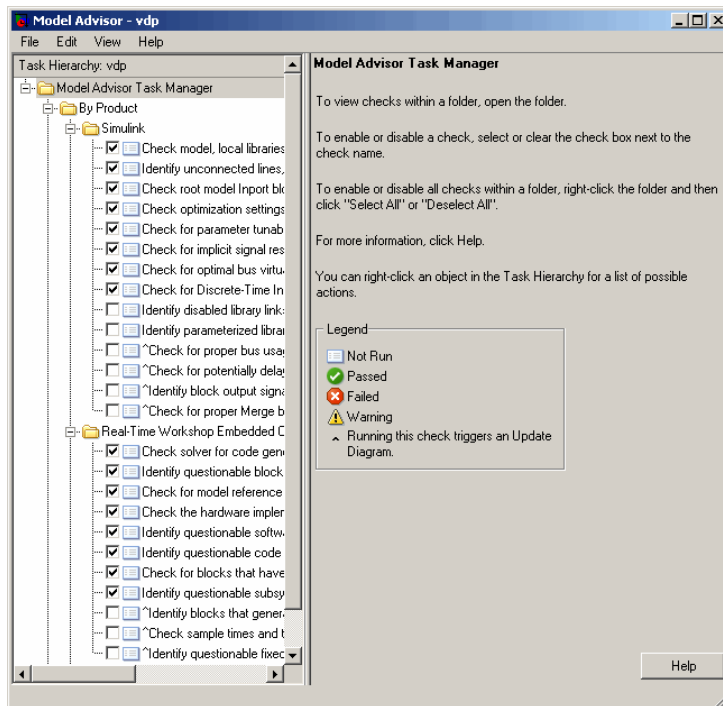 Model Advisor - vdp
File Edit View Help
Task Hierarchy: vdp
Model Advisor Task Manager
By Product
Simulink
Check model, local libraries
Identify unconnected lines,
Check root model Inport blo
Check optimization settings
Check for parameter tunab
Check for implicit signal res
Check for optimal bus virtu
Check for Discrete-Time In
Identify disabled library link
Identify parameterized librar
^Check for proper bus usag
^Check for potentially delay
^Identify block output signa
^Check for proper Merge b
Real-Time Workshop Embedded C
Check solver for code gene
Identify questionable block
Check for model reference
Check the hardware implem
Identify questionable softw
Identify questionable code
Check for blocks that have
Identify questionable subsy
^Identify blocks that genera
^Check sample times and t
^Identify questionable fixed
Model Advisor Task Manager
To view checks within a folder, open the folder.
To enable or disable a check, select or clear the check box next to the
check name.
To enable or disable all checks within a folder, right-click the folder and then
click "Select All" or "Deselect All".
For more information, click Help.
You can right-click an object in the Task Hierarchy for a list of possible
actions.
Legend
Not Run
Passed
Failed
Warning
^ Running this check triggers an Update
Diagram.
Help